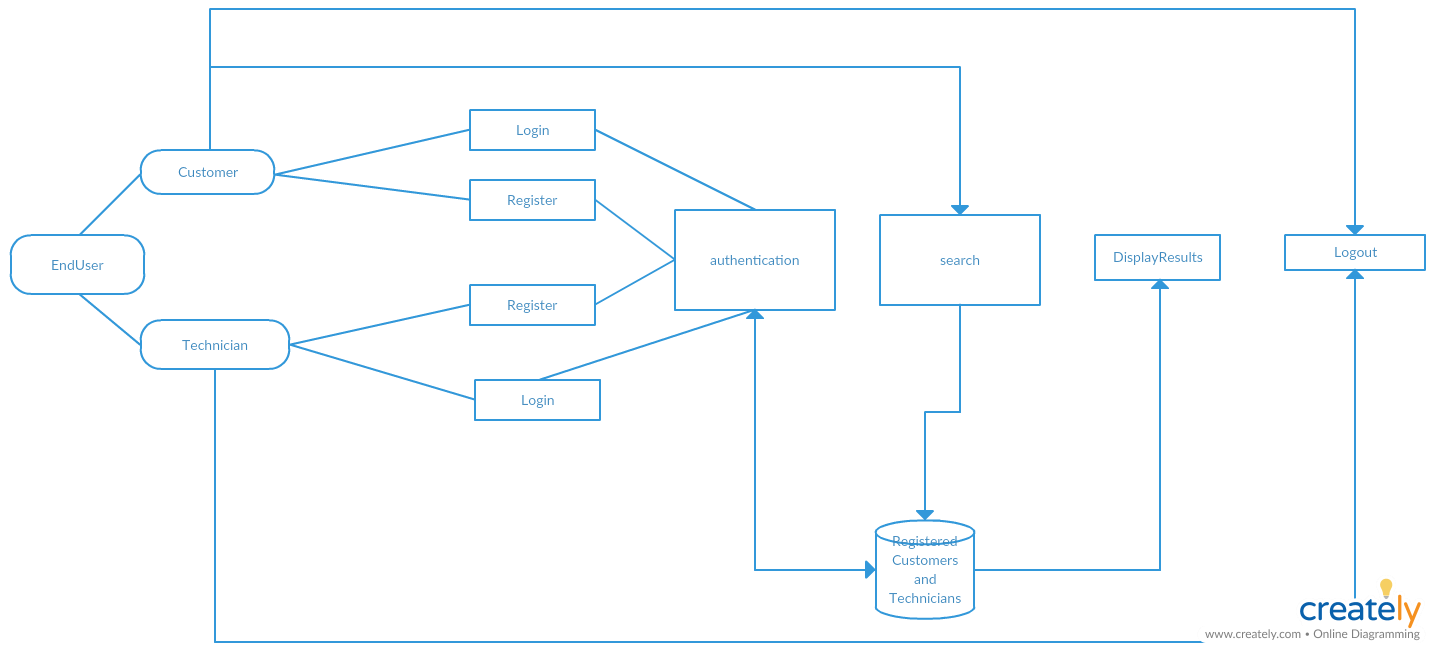 Login
Customer
Register
EndUser
authentication
search
DisplayResults
Logout
Register
Technician
Login
Registered
Customers
and
Technicians
creately
www.creately.com • Online Diagramming